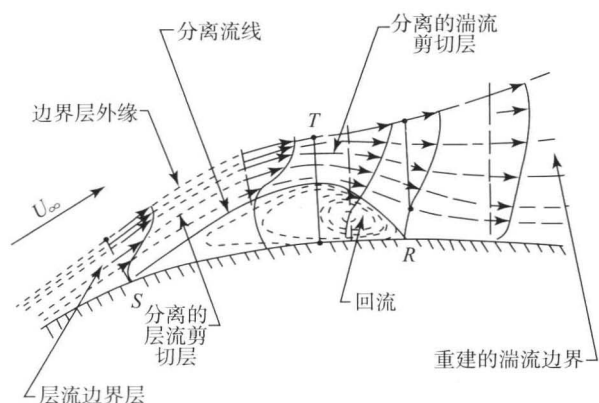 分离流线
分离的湍流
剪切层
边界层外缘
T
U∞
S
R
分离的
层流剪
切层
回流
重建的湍流边界
层流边界层